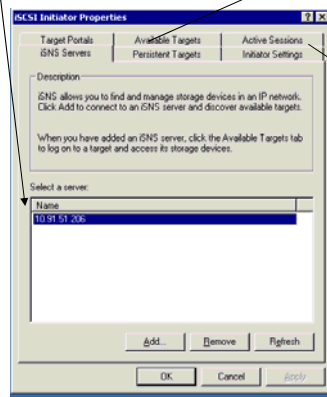 iSCSI Initiator Properties
Target Portals Available Targets Active Sessions
iSNS Servers Persistent Targets Initiator Settings
Description
iSNS allows you to find and manage storage devices in an IP network.
Click Add to connect to an iSNS server and discover available targets.
When you have added an iSNS server, click the Available Targets tab
to log on to a target and access its storage devices.
Select a server:
Name
10.91.51.206
Add... Remove Refresh
OK Cancel Apply